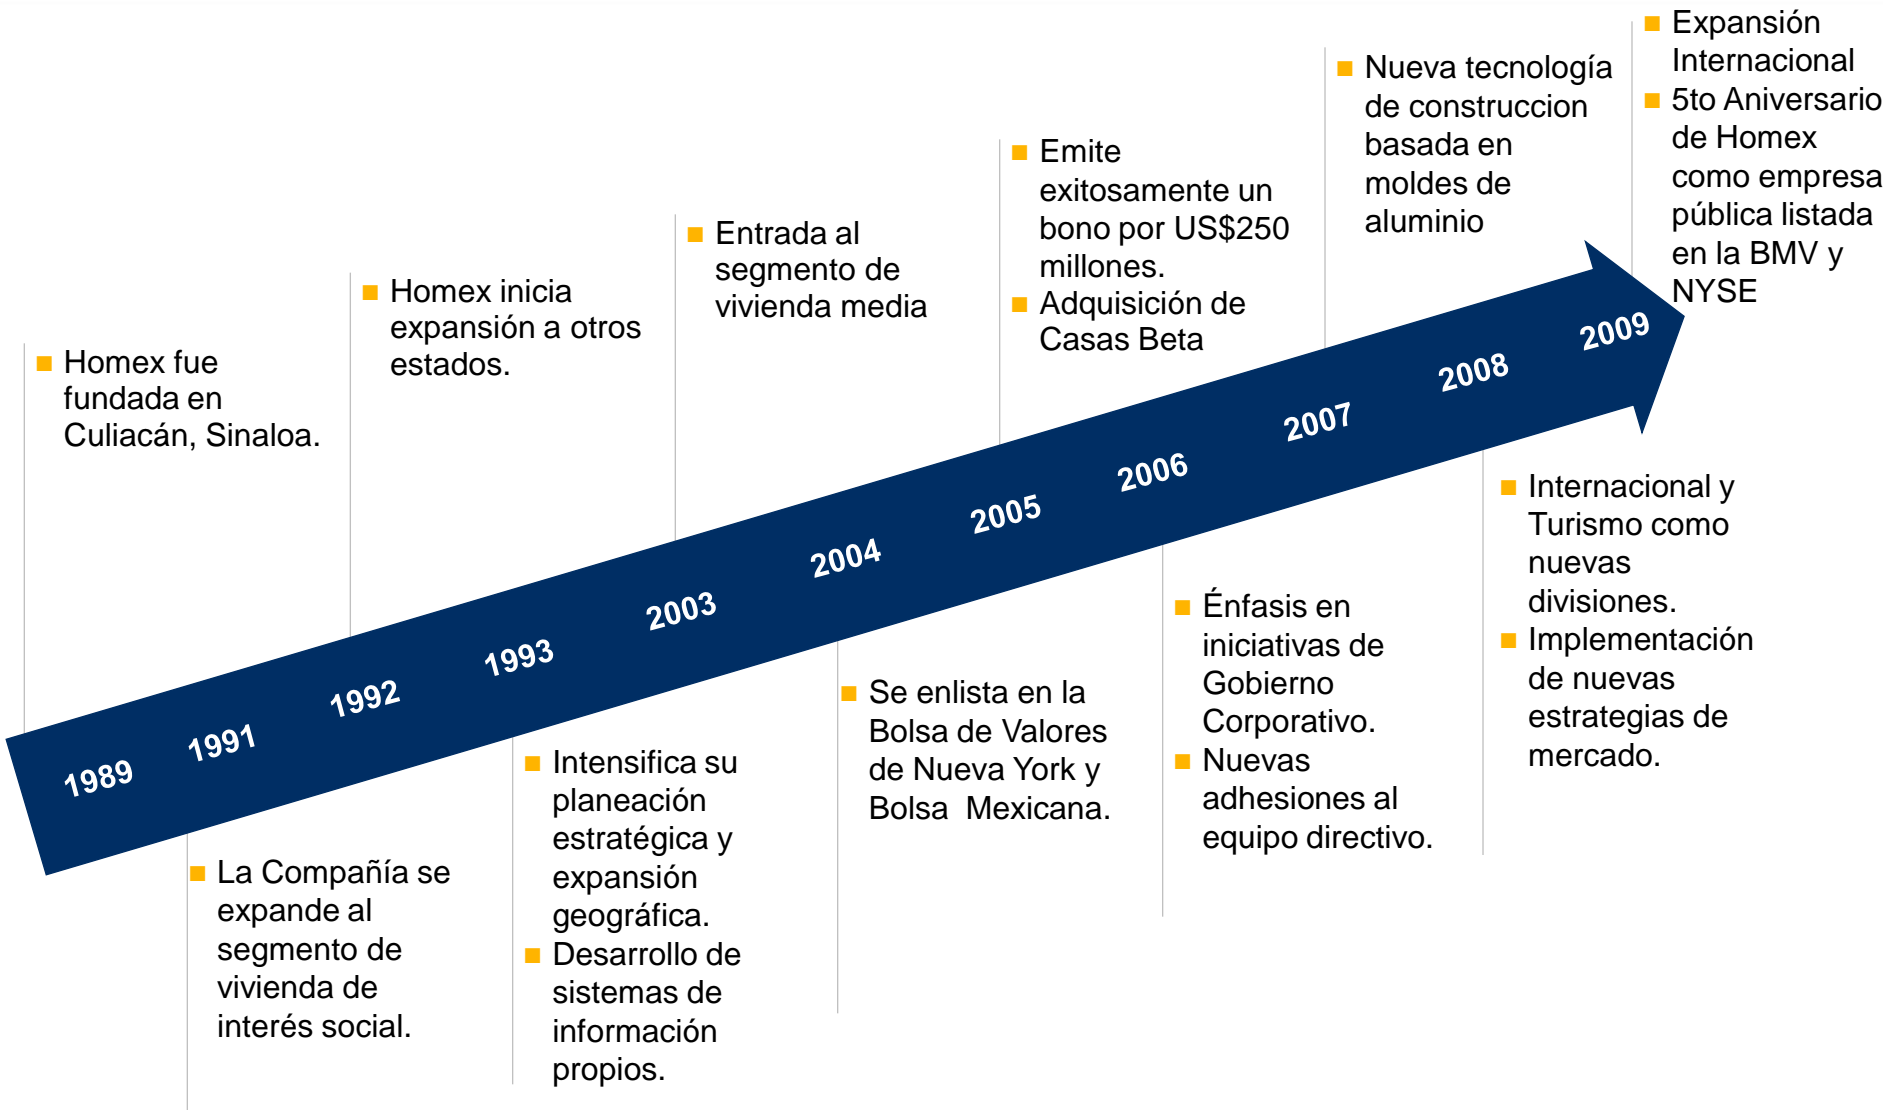 Expansión
Internacional
5to Aniversario
de Homex
como empresa
pública listada
en la BMV y
NYSE
Nueva tecnología
de construccion
basada en
moldes de
aluminio
Emite
exitosamente un
bono por US$250
millones.
Adquisición de
Casas Beta
Entrada al
segmento de
vivienda media
Homex inicia
expansión a otros
estados.
Homex fue
fundada en
Culiacán, Sinaloa.
1989
1991
1992
1993
2003
2004
2005
2006
2007
2008
2009
La Compañía se
expande al
segmento de
vivienda de
interés social.
Intensifica su
planeación
estratégica y
expansión
geográfica.
Desarrollo de
sistemas de
información
propios.
Se enlista en la
Bolsa de Valores
de Nueva York y
Bolsa  Mexicana.
Énfasis en
iniciativas de
Gobierno
Corporativo.
Nuevas
adhesiones al
equipo directivo.
Internacional y
Turismo como
nuevas
divisiones.
Implementación
de nuevas
estrategias de
mercado.